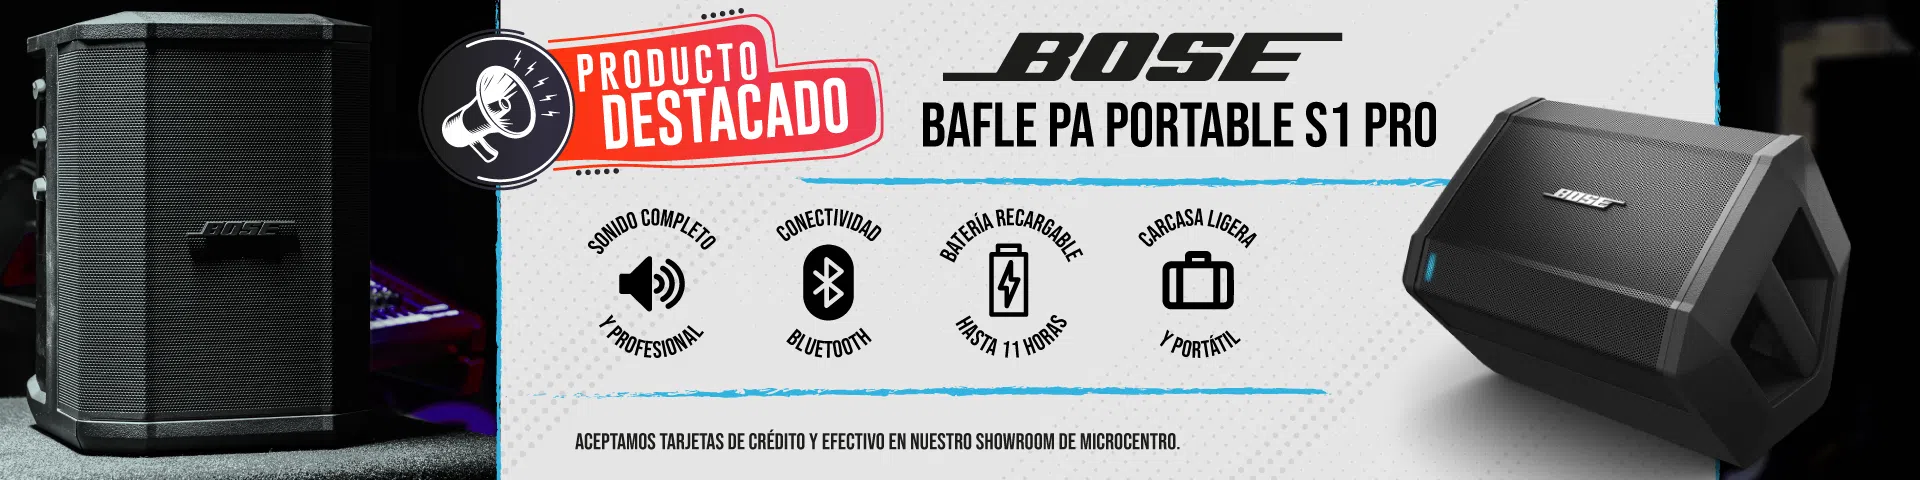 BOSE
PRODUCTO
DESTACADO
BOSE
BAFLE PA PORTABLE S1 PRO
SONIDO COMPLETO
Y PROFESIONAL
CONECTIVIDAD
BLUETOOTH
BATERÍA RECARGABLE
HASTA 11 HORAS
CARCASA LIGERA
Y PORTÁTIL
BOSE
ACEPTAMOS TARJETAS DE CRÉDITO Y EFECTIVO EN NUESTRO SHOWROOM DE MICROCENTRO.